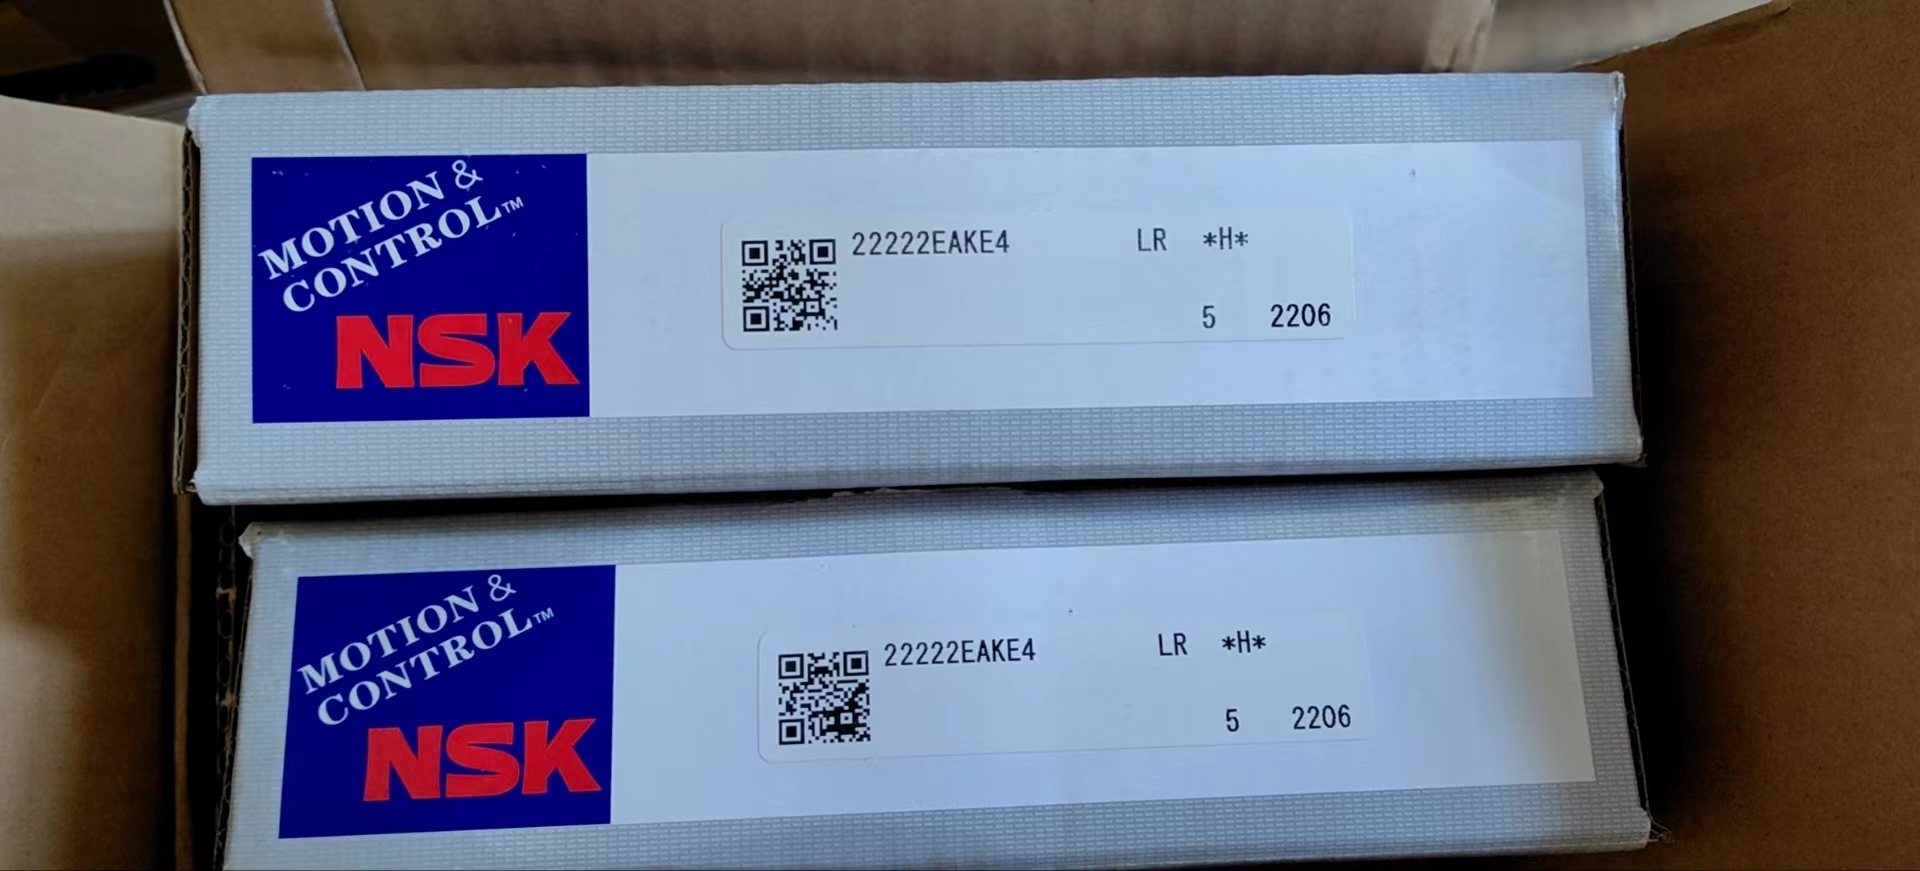 MOTION &
CONTROL™
NSK
22222EAKE4 LR *H*
5 2206
MOTION &
CONTROL™
NSK
22222EAKE4 LR *H*
5 2206